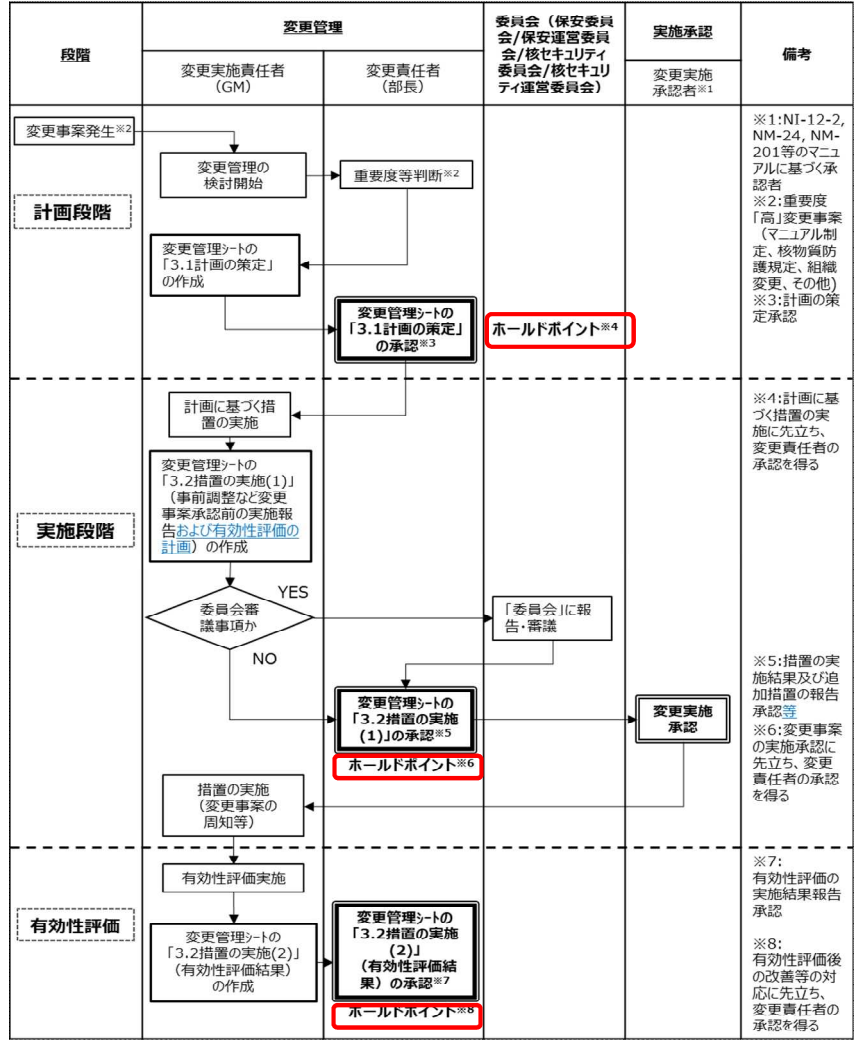 段階
変更管理
変更実施責任者
（GM）
変更責任者
（部長）
委員会（保安委員
会/保安運営委員
会/核セキュリティ
委員会/核セキュリ
ティ運営委員会）
実施承認
変更実施
承認者※1
備考
変更事案発生※2
変更管理の
検討開始
重要度等判断※2
計画段階
変更管理シートの
「3.1計画の策定」
の作成
変更管理シートの
「3.1計画の策定」
の承認※3
ホールドポイント※4
※1:NI-12-2,
NM-24, NM-
201等のマニュ
アルに基づく承
認者
※2:重要度
「高」変更事案
（マニュアル制
定、核物質防
護規定、組織
変更、その他)
※3:計画の策
定承認
計画に基づく措
置の実施
変更管理シートの
「3.2措置の実施(1)」
（事前調整など変更
事案承認前の実施報
告および有効性評価の
計画）の作成
実施段階
委員会審
議事項か
YES
NO
「委員会」に報
告・審議
変更管理シートの
「3.2措置の実施
(1)」の承認※5
ホールドポイント※6
変更実施
承認
措置の実施
（変更事案の
周知等）
※4:計画に基
づく措置の実
施に先立ち、
変更責任者の
承認を得る
※5:措置の実
施結果及び追
加措置の報告
承認等
※6:変更事案
の実施承認に
先立ち、変更
責任者の承認
を得る
有効性評価
有効性評価実施
変更管理シートの
「3.2措置の実施(2)」
（有効性評価結果）
の作成
変更管理シートの
「3.2措置の実施
(2)」
（有効性評価結
果）の承認※7
ホールドポイント※8
※7:
有効性評価の
実施結果報告
承認
※8:
有効性評価後
の改善等の対
応に先立ち、
変更責任者の
承認を得る